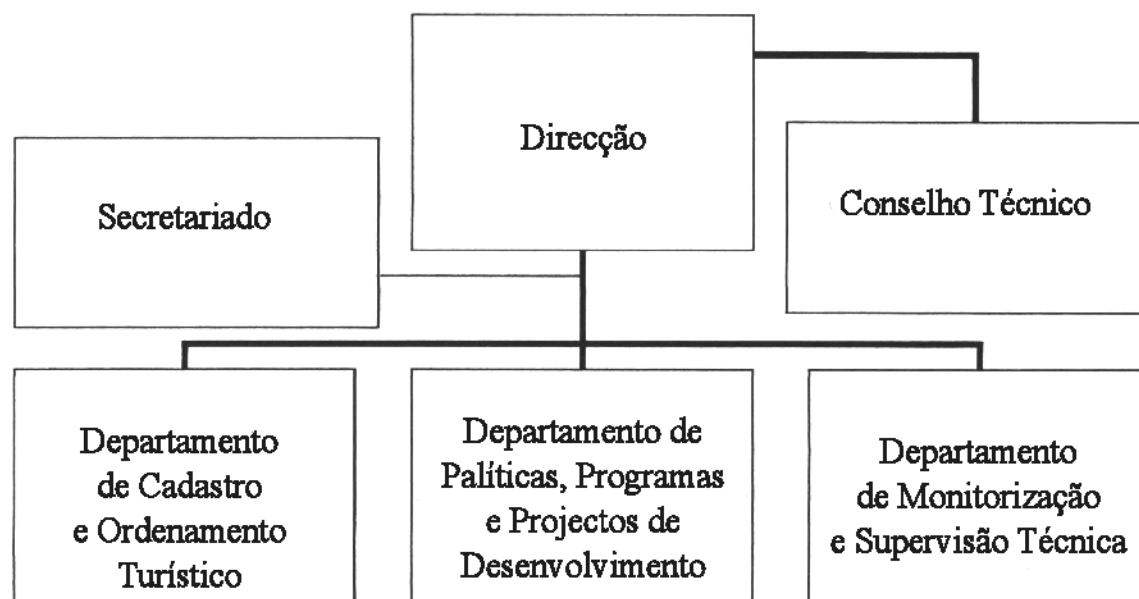 Direcção
Secretariado
Conselho Técnico
Departamento
de Cadastro
e Ordenamento
Turístico
Departamento de
Palíticas, Programas
e Projectos de
Desenvolvimento
Departamento
de Monitorização
e Supervisão Técnica